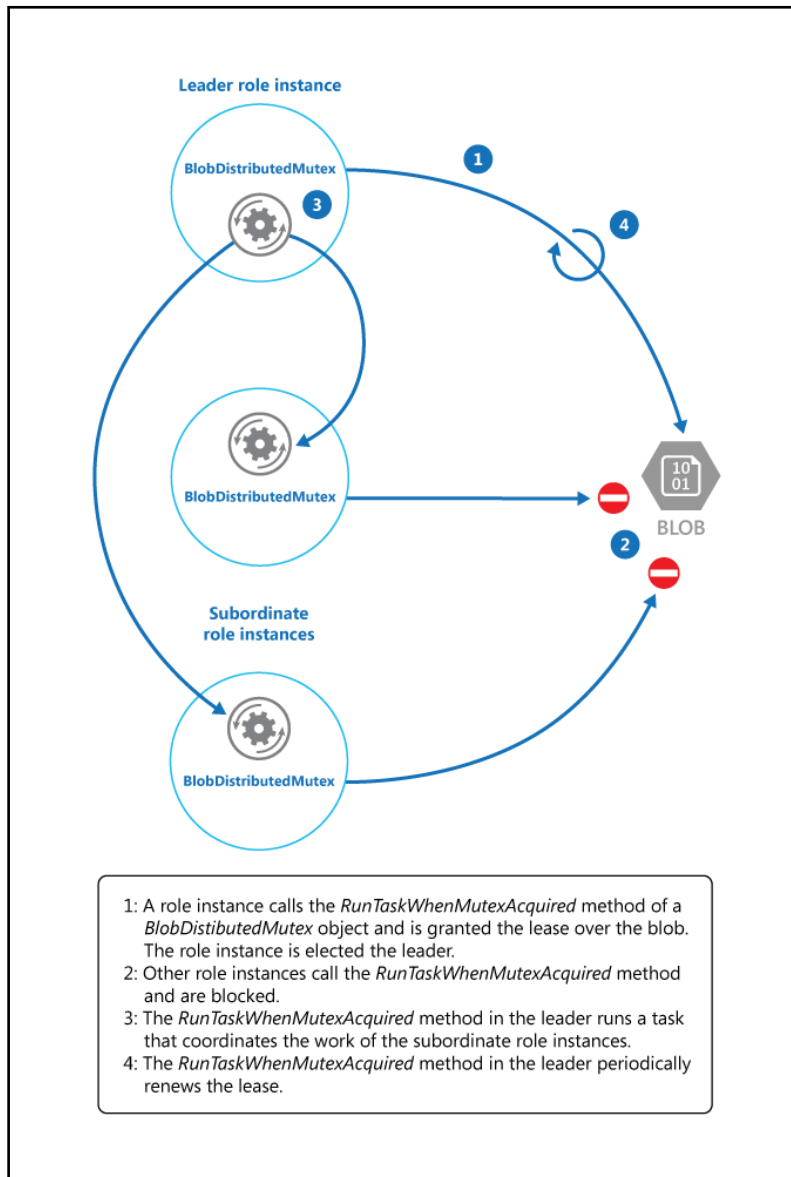 Leader role instance
BlobDistributedMutex
1
3
4
BlobDistributedMutex
10
01
BLOB
2
Subordinate
role instances
BlobDistributedMutex
1: A role instance calls the RunTaskWhenMutexAcquired method of a
BlobDistibutedMutex object and is granted the lease over the blob.
The role instance is elected the leader.
2: Other role instances call the RunTaskWhenMutexAcquired method
and are blocked.
3: The RunTaskWhenMutexAcquired method in the leader runs a task
that coordinates the work of the subordinate role instances.
4: The RunTaskWhenMutexAcquired method in the leader periodically
renews the lease.